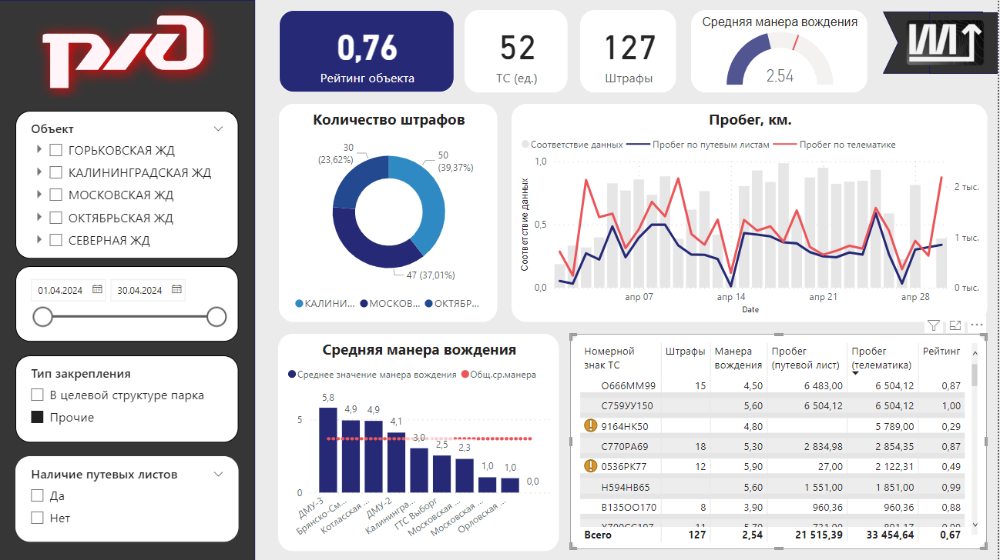 РЖД
Объект
ГОРЬКОВСКАЯ ЖД
КАЛИНИНГРАДСКАЯ ЖД
МОСКОВСКАЯ ЖД
ОКТЯБРЬСКАЯ ЖД
СЕВЕРНАЯ ЖД
01.04.2024 30.04.2024
Тип закрепления
В целевой структуре парка
Прочие
Наличие путевых листов
Да
Нет
0,76
Рейтинг объекта
52
ТС (ед.)
127
Штрафы
Средняя манера вождения
2.54
Количество штрафов
30
(23,62%)
50
(39,37%)
47 (37,01%)
КАЛИНИ... МОСКОВ... ОКТЯБР...
Пробег, км.
Соответствие данных Пробег по путевым листам Пробег по телематике
Соответствие данных
1,0
0,5
0,0
2 тыс.
1 тыс.
0 тыс.
апр 07 апр 14 апр 21 апр 28
Date
Средняя манера вождения
Среднее значение манера вождения Общ.ср.манера
5
0
5,8 4,9 4,9 4,1 3,0 2,5 2,3 1,0 1,0 0,0
ДМУ-3
Брянско-См...
Котласская ...
ДМУ-2
Калинингра...
ГТС Выборг
Московская ...
Московская ...
Орловская ...
Номерной знак ТС Штрафы Манера вождения Пробег (путевой лист) Пробег (телематика) Рейтинг
О666ММ99 15 4,50 6 483,00 6 504,12 0,87
С759УУ150 5,60 6 504,12 6 504,12 1,00
9164НК50 4,80 5 789,00 0,29
С770РА69 18 5,30 2 834,98 2 854,35 0,87
0536РК77 12 5,90 27,00 2 122,31 0,49
Н594НВ65 5,60 1 551,00 1 851,00 0,99
В135ОО170 8 3,90 960,36 960,36 0,88
Всего 127 2,54 21 515,39 33 454,64 0,67